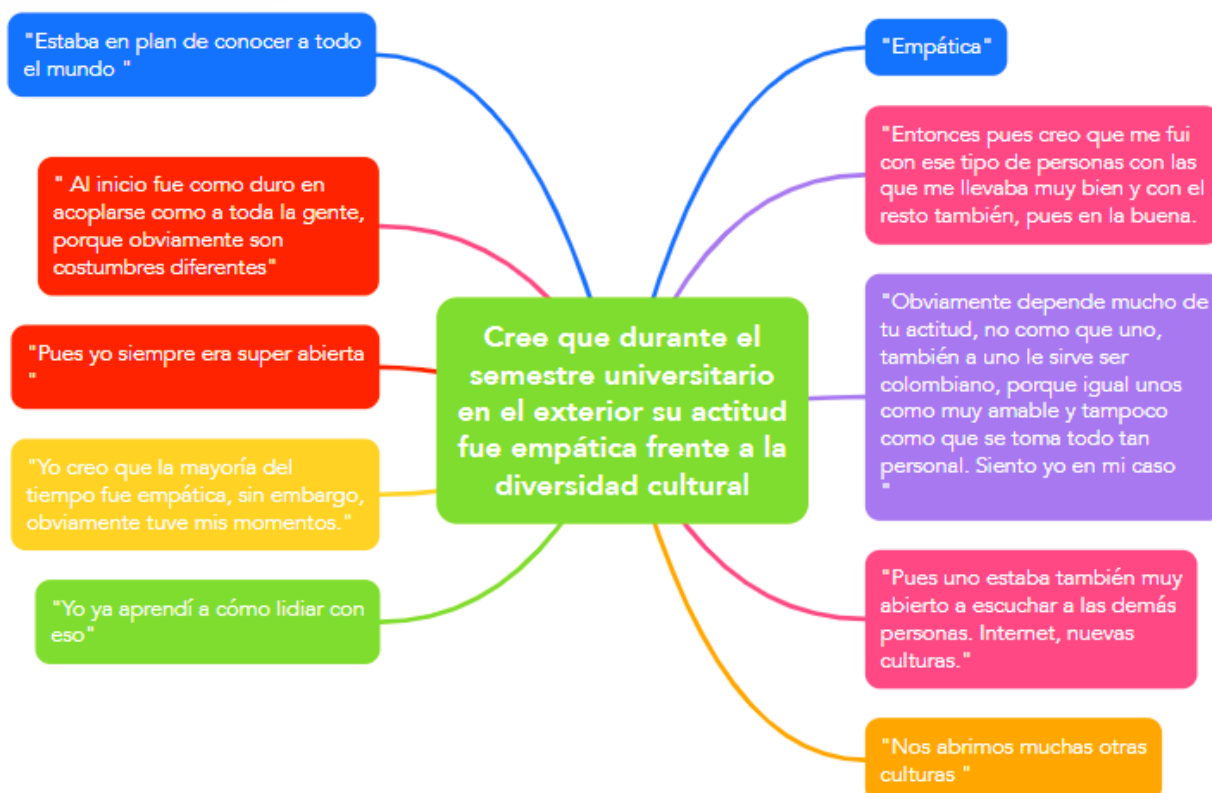 "Estaba en plan de conocer a todo
el mundo "
" Al inicio fue como duro en
acoplarse como a toda la gente,
porque obviamente son
costumbres diferentes"
"Pues yo siempre era super abierta
"
"Yo creo que la mayoría del
tiempo fue empática, sin embargo,
obviamente tuve mis momentos."
"Yo ya aprendí a cómo lidiar con
eso"
Cree que durante el
semestre universitario
en el exterior su actitud
fue empática frente a la
diversidad cultural
"Empática"
"Entonces pues creo que me fui
con ese tipo de personas con las
que me llevaba muy bien y con el
resto también, pues en la buena.
"Obviamente depende mucho de
tu actitud, no como que uno,
también a uno le sirve ser
colombiano, porque igual unos
como muy amable y tampoco
como que se toma todo tan
personal. Siento yo en mi caso
"
"Pues uno estaba también muy
abierto a escuchar a las demás
personas. Internet, nuevas
culturas."
"Nos abrimos muchas otras
culturas "